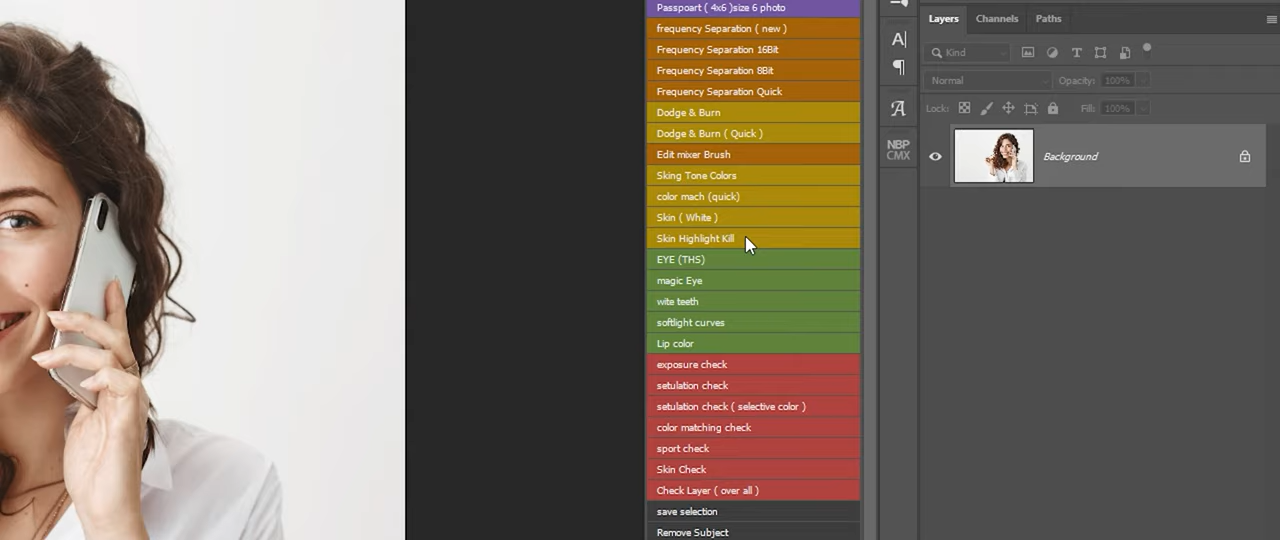 Passpoart ( 4x6 )size 6 photo
frequency Separation ( new )
Frequency Separation 16Bit
Frequency Separation 8Bit
Frequency Separation Quick
Dodge & Burn
Dodge & Burn ( Quick )
Edit mixer Brush
Sking Tone Colors
color mach (quick)
Skin ( White )
Skin Highlight Kill
EYE (THS)
magic Eye
wite teeth
softlight curves
Lip color
exposure check
setulation check
setulation check ( selective color )
color matching check
sport check
Skin Check
Check Layer ( over all )
save selection
Remove Subject
NBP
CMX
Layers Channels Paths
Kind
Normal Opacity: 100%
Lock: Fill: 100%
Background